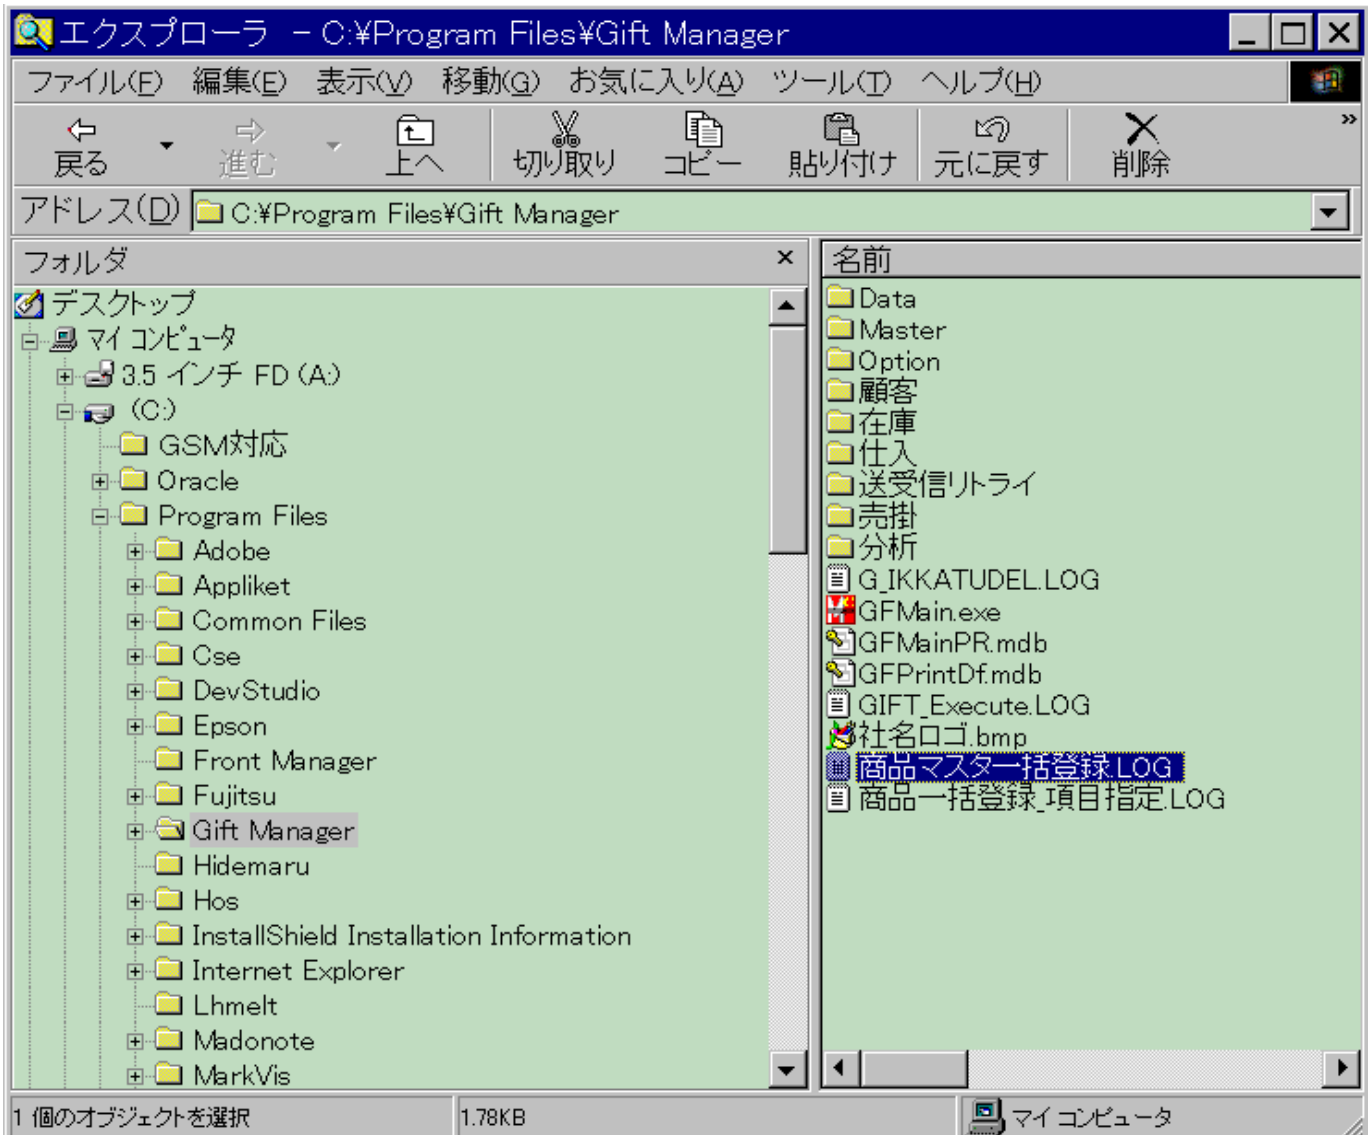 エクスプローラ － C:¥Program Files¥Gift Manager
ファイル(F) 編集(E) 表示(V) 移動(G) お気に入り(A) ツール(T) ヘルプ(H)
戻る 進む 上へ 切り取り コピー 貼り付け 元に戻す 削除 »
アドレス(D) C:¥Program Files¥Gift Manager
フォルダ ×
デスクトップ
マイ コンピュータ
3.5 インチ FD (A:)
(C:)
GSM対応
Oracle
Program Files
Adobe
Appliket
Common Files
Cse
DevStudio
Epson
Front Manager
Fujitsu
Gift Manager
Hidemaru
Hos
InstallShield Installation Information
Internet Explorer
Lhmelt
Madonote
MarkVis
名前
Data
Master
Option
顧客
在庫
仕入
送受信リトライ
売掛
分析
G_IKKATUDEL.LOG
GFMain.exe
GFMainPR.mdb
GFPrintDf.mdb
GIFT_Execute.LOG
社名ロゴ.bmp
商品マスター括登録.LOG
商品一括登録_項目指定.LOG
1 個のオブジェクトを選択 1.78KB マイ コンピュータ